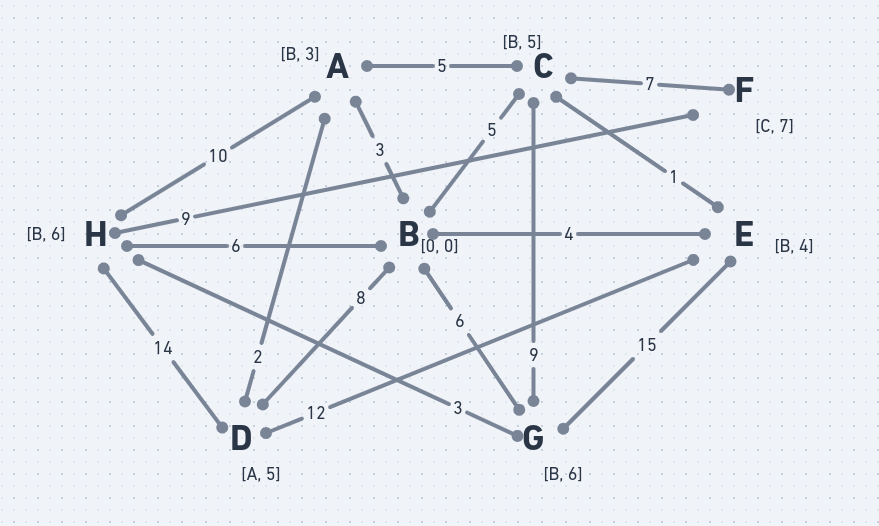 [B, 5]
[B, 3] A 5 C
7 F
[C, 7]
5
3
10
1
9
[B, 6] H 6 B [0, 0] 4 E [B, 4]
8
6
14 2 9 15
12 3
D G
[A, 5] [B, 6]